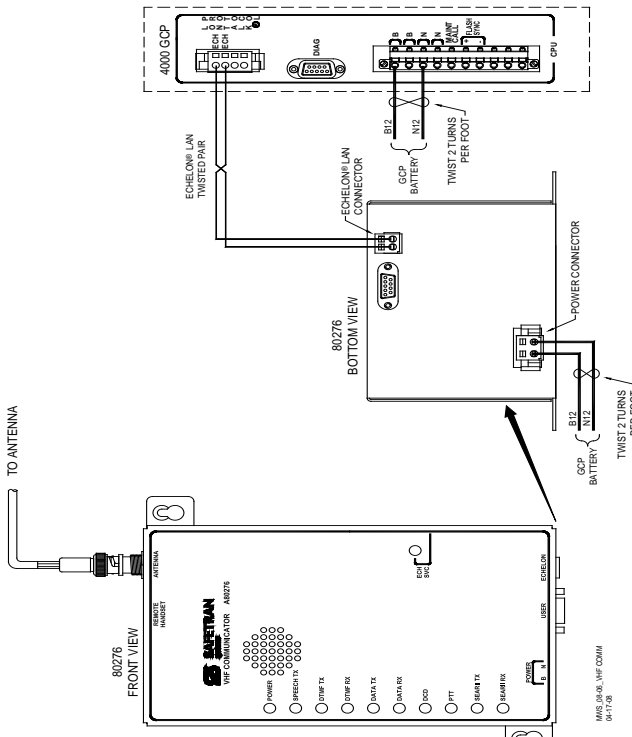 TO ANTENNA
80276
FRONT VIEW
REMOTE
HANDSET
ANTENNA
SAFETRAN
VHF COMMUNICATOR A80276
POWER
SPEECH TX
DTMF TX
DTMF RX
DATA TX
DATA RX
DCD
PTT
SEAR II TX
SEAR II RX
ECH
SVC
POWER
B N
USER
ECHELON
MWS_08-06_VHF COMM
04-17-08
80276
BOTTOM VIEW
ECHELON® LAN
CONNECTOR
POWER CONNECTOR
B12
N12
GCP
BATTERY
TWIST 2 TURNS
PER FOOT
ECHELON® LAN
TWISTED PAIR
4000 GCP
ECH
ECH
DIAG
B
B
N
N
MAINT
CALL
+ FLASH
- SYNC
CPU
B12
N12
GCP
BATTERY
TWIST 2 TURNS
PER FOOT